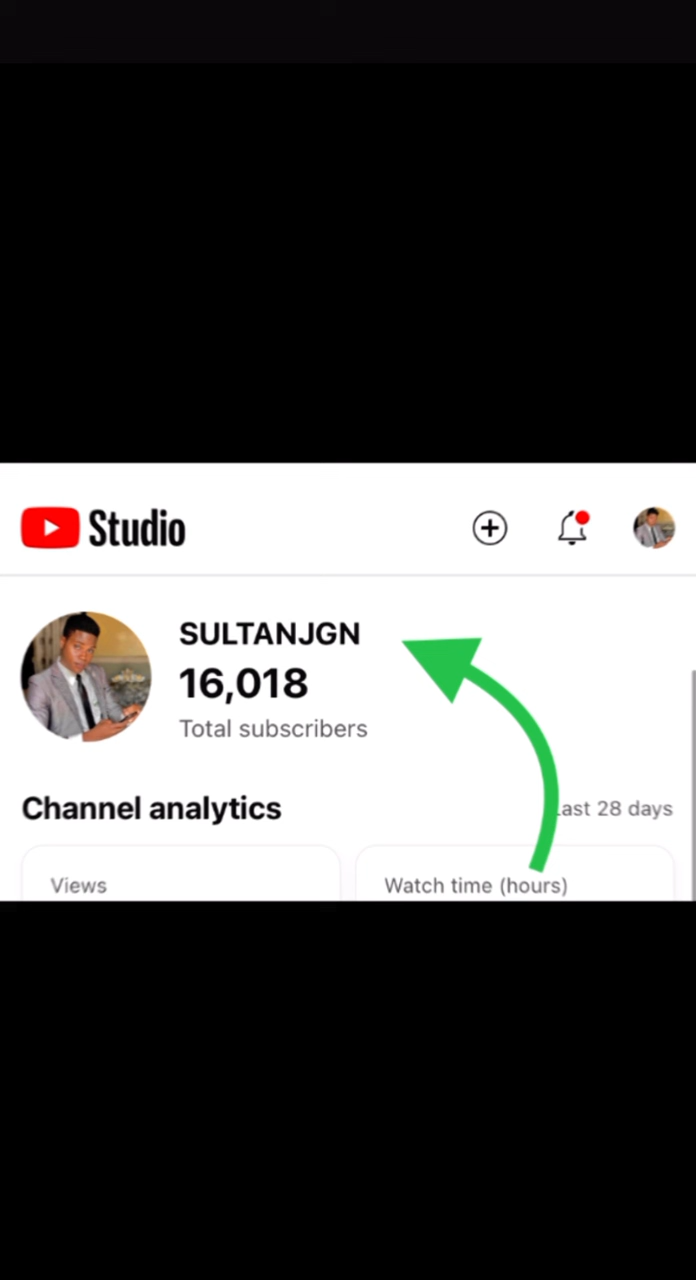 Studio
SULTANJGN
16,018
Total subscribers
Channel analytics
Last 28 days
Views
Watch time (hours)